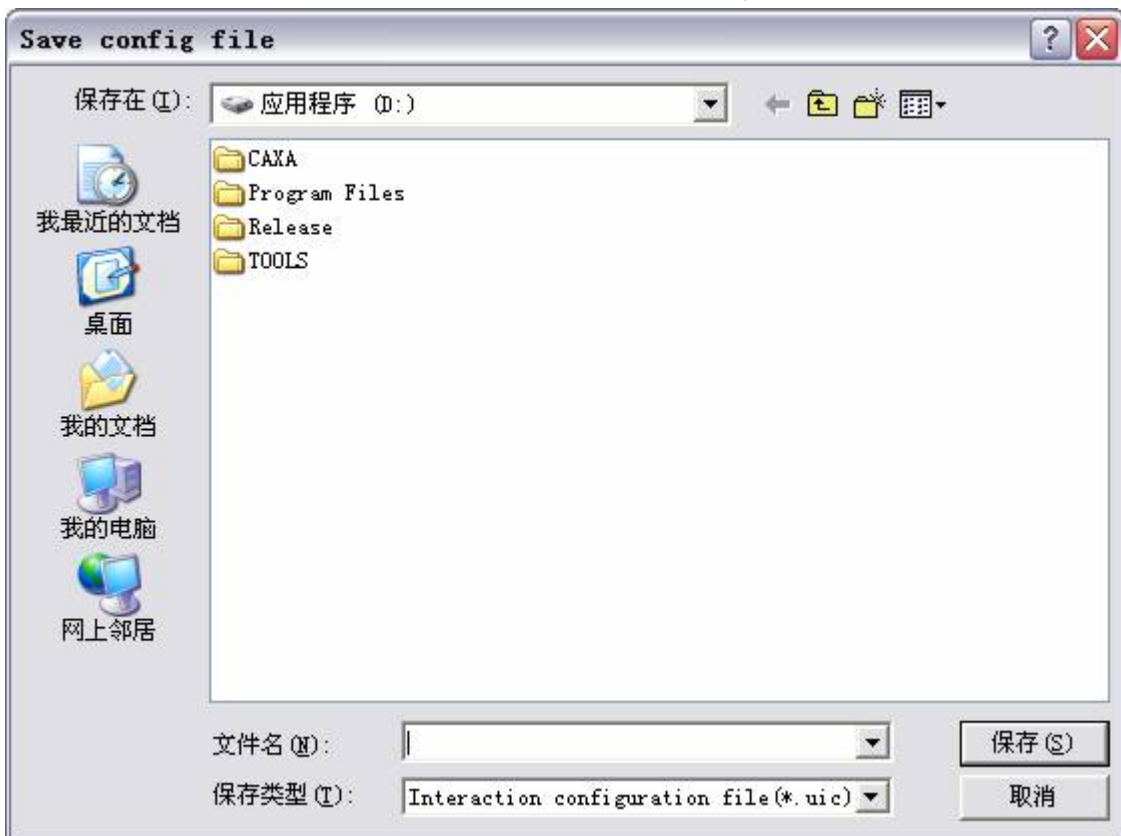 Save config file
保存在(I): 应用程序 (D:)
CAXA
Program Files
Release
TOOLS
我最近的文档
桌面
我的文档
我的电脑
网上邻居
文件名(N): 保存(S)
保存类型(T): Interaction configuration file(*.uic) 取消